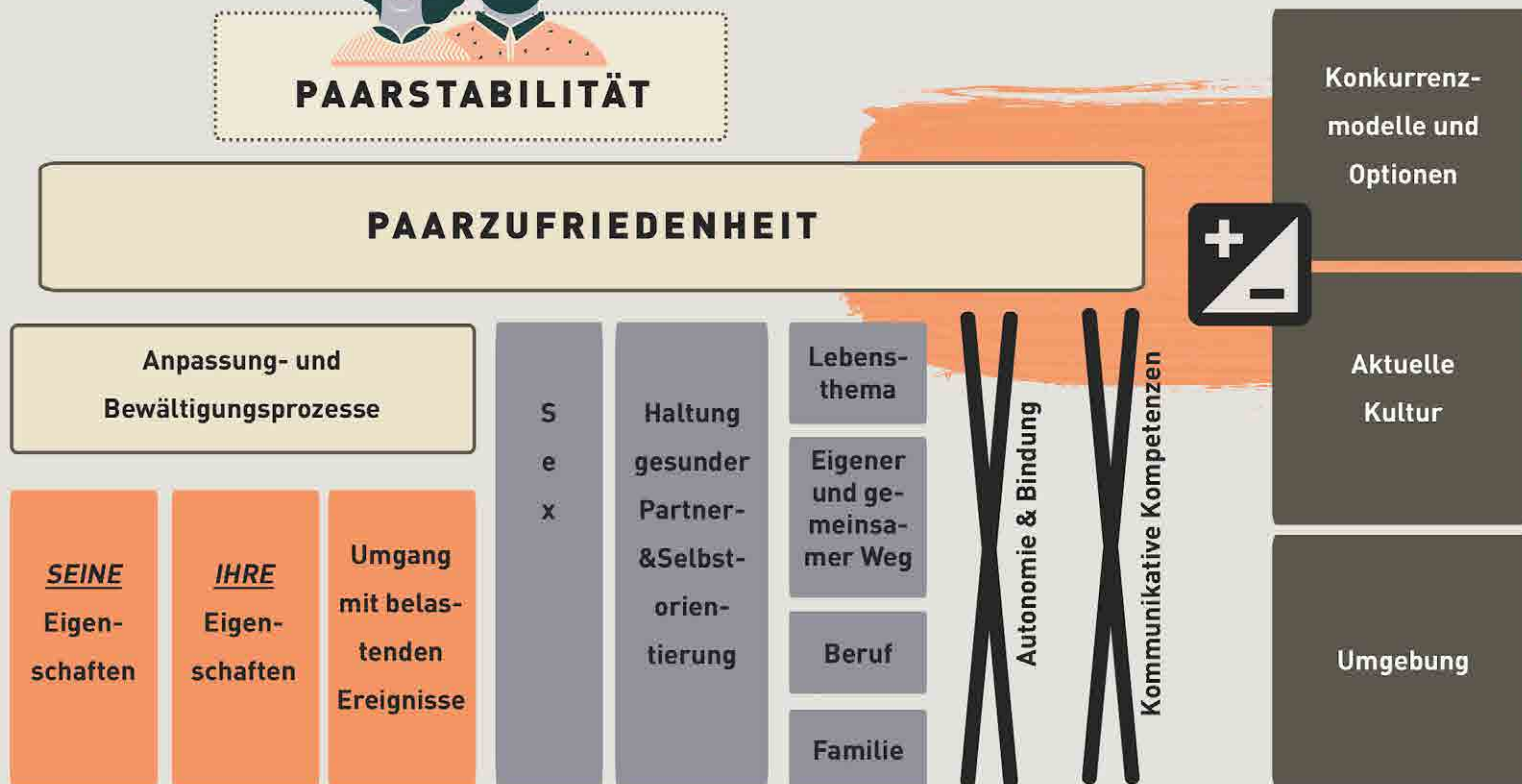 PAARSTABILITÄT
PAARZUFRIEDENHEIT
Anpassung- und
Bewältigungsprozesse
SEINE
Eigen-
schaften
IHRE
Eigen-
schaften
Umgang
mit belas-
tenden
Ereignisse
S
e
x
Haltung
gesunder
Partner-
&Selbst-
orien-
tierung
Lebens-
thema
Eigener
und ge-
meinsa-
mer Weg
Beruf
Familie
Autonomie & Bindung
Kommunikative Kompetenzen
+
-
Konkurrenz-
modelle und
Optionen
Aktuelle
Kultur
Umgebung